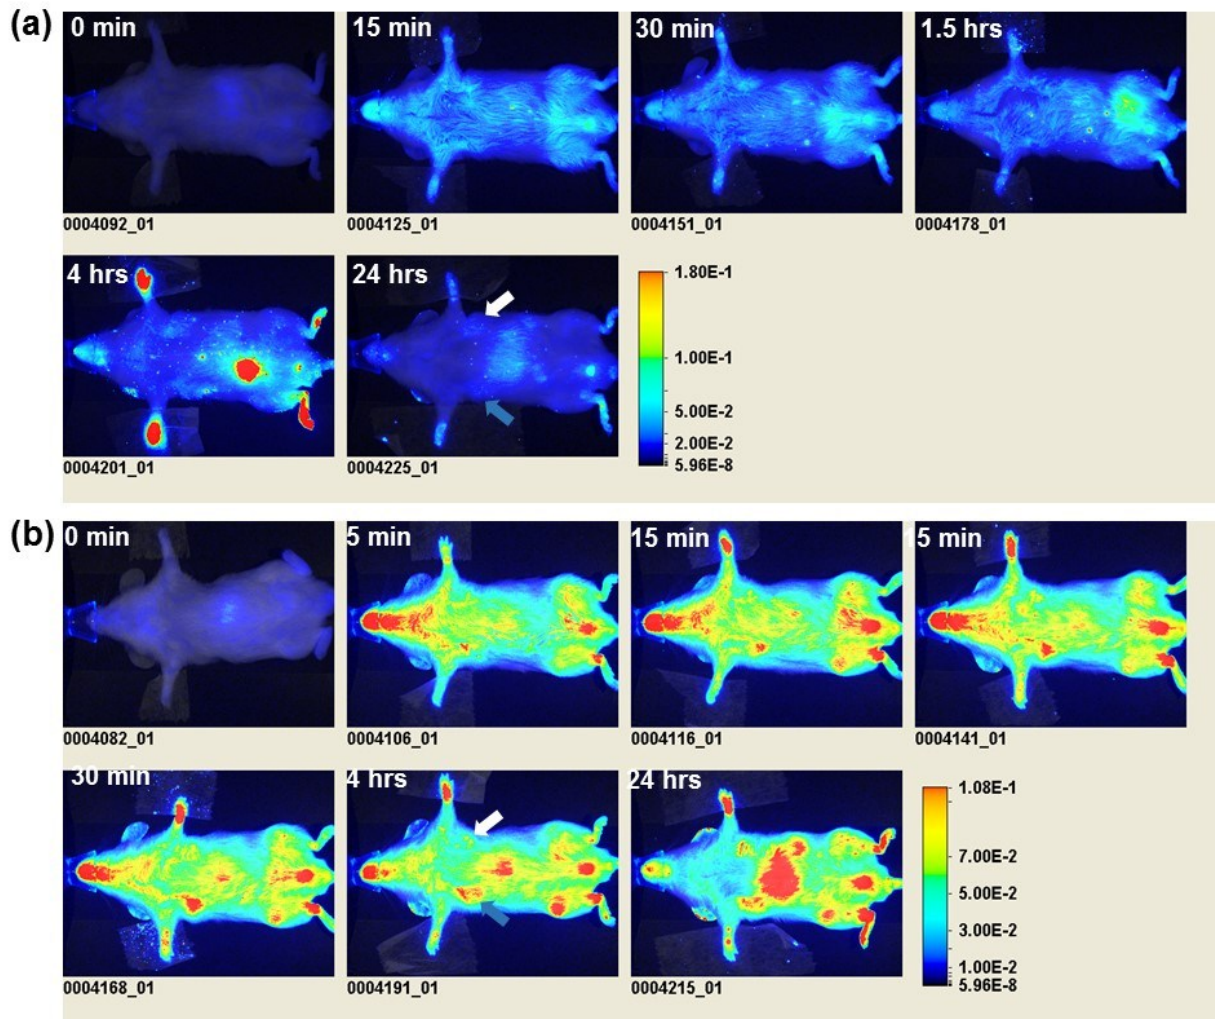 (a)
0 min
15 min
30 min
1.5 hrs
0004092_01
0004125_01
0004151_01
0004178_01
4 hrs
24 hrs
1.80E-1
1.00E-1
5.00E-2
2.00E-2
5.96E-8
0004201_01
0004225_01
(b)
0 min
5 min
15 min
15 min
0004082_01
0004106_01
0004116_01
0004141_01
30 min
4 hrs
24 hrs
1.08E-1
7.00E-2
5.00E-2
3.00E-2
1.00E-2
5.96E-8
0004168_01
0004191_01
0004215_01